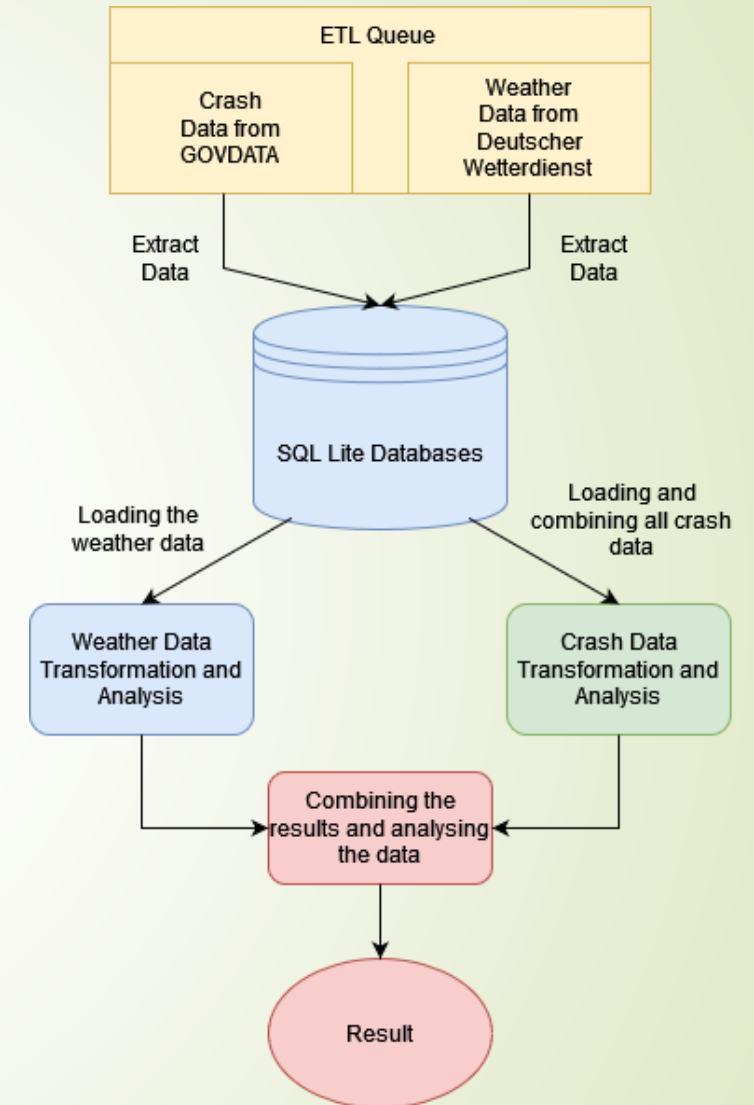 ETL Queue
Crash
Data from
GOVDATA
Weather
Data from
Deutscher
Wetterdienst
Extract
Data
Extract
Data
SQL Lite Databases
Loading the
weather data
Loading and
combining all crash
data
Weather Data
Transformation and
Analysis
Crash Data
Transformation and
Analysis
Combining the
results and analysing
the data
Result